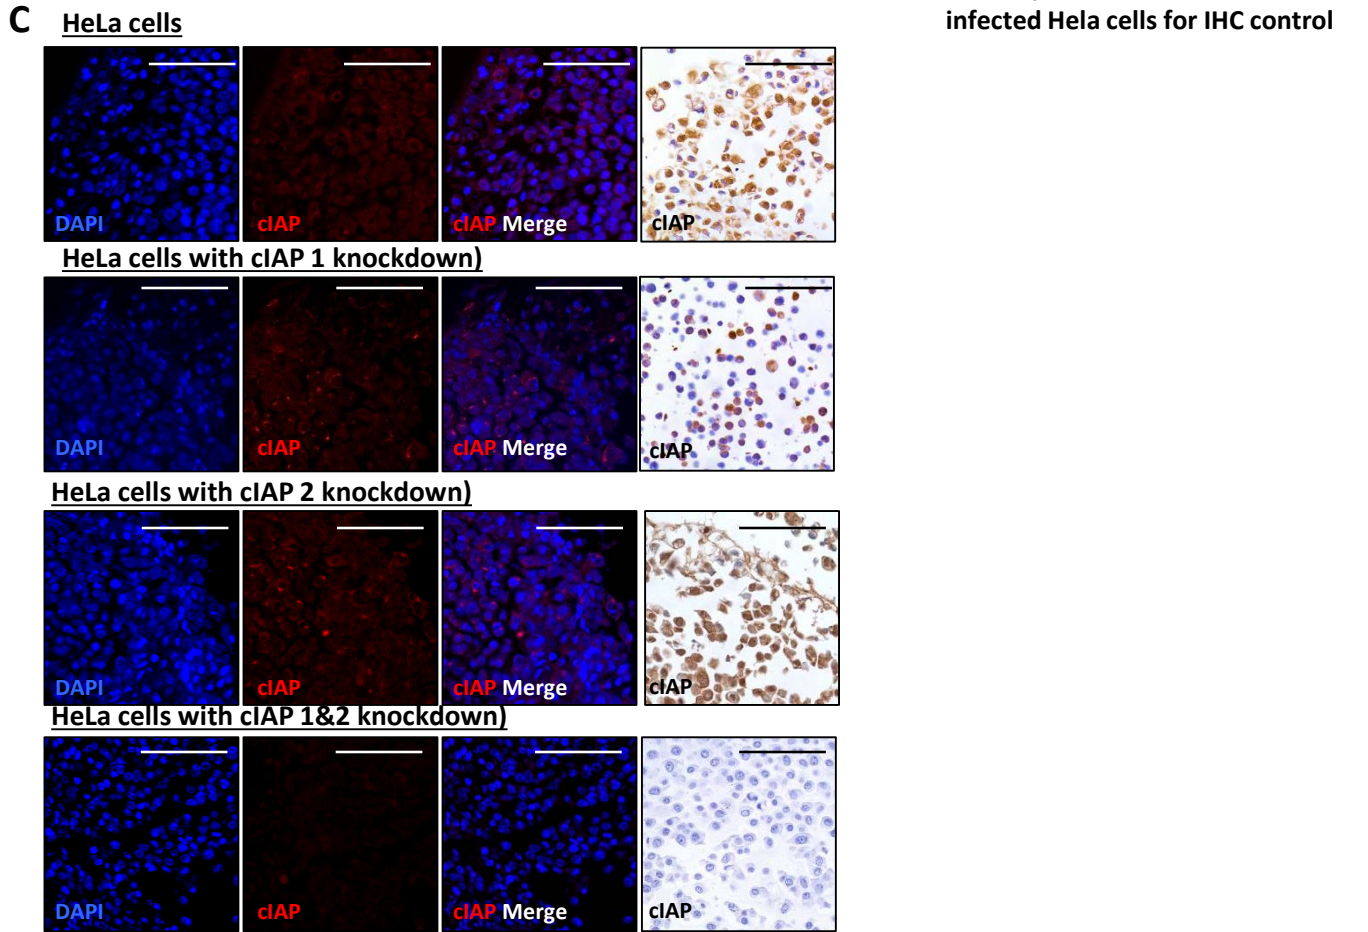 C
HeLa cells
infected Hela cells for IHC control
DAPI
cIAP
cIAP Merge
cIAP
HeLa cells with cIAP 1 knockdown)
DAPI
cIAP
cIAP Merge
cIAP
HeLa cells with cIAP 2 knockdown)
DAPI
cIAP
cIAP Merge
cIAP
HeLa cells with cIAP 1&2 knockdown)
DAPI
cIAP
cIAP Merge
cIAP